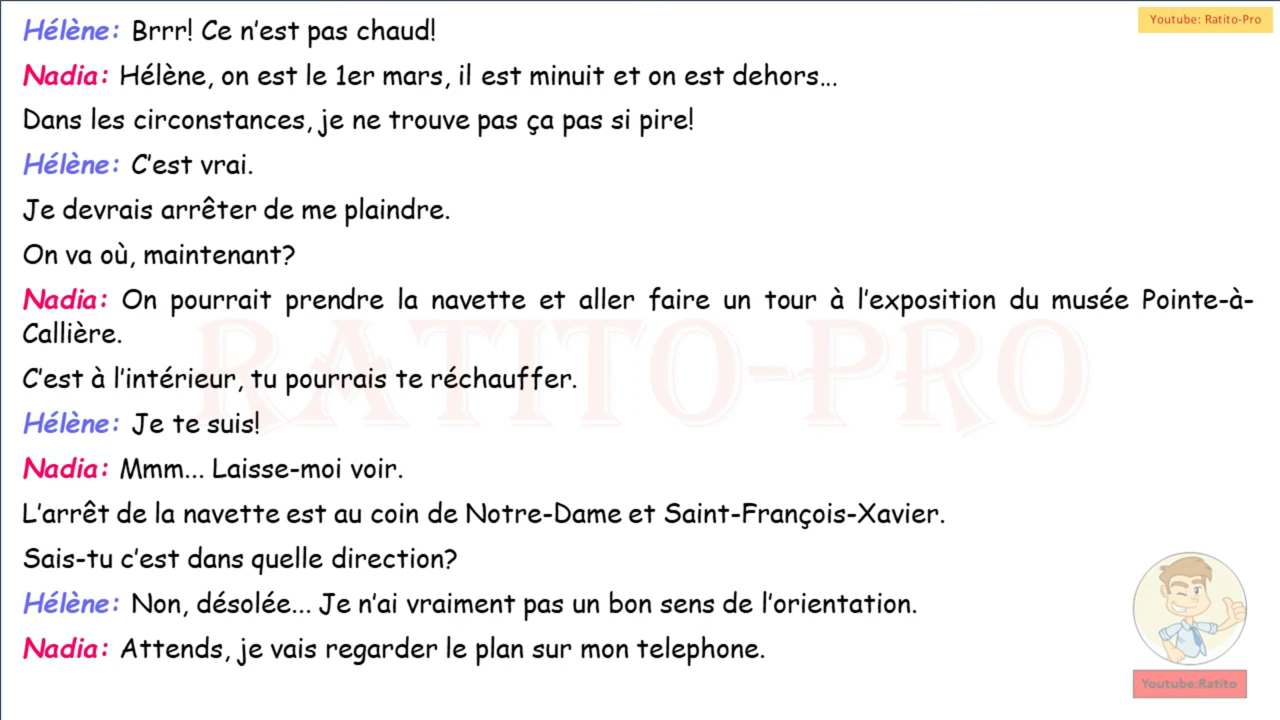 Youtube: Ratito-Pro
Hélène: Brrr! Ce n'est pas chaud!
Nadia: Hélène, on est le 1er mars, il est minuit et on est dehors...
Dans les circonstances, je ne trouve pas ça pas si pire!
Hélène: C'est vrai.
Je devrais arrêter de me plaindre.
On va où, maintenant?
Nadia: On pourrait prendre la navette et aller faire un tour à l'exposition du musée Pointe-à-
Callière.
C'est à l'intérieur, tu pourrais te réchauffer.
RATITO-PRO
Hélène: Je te suis!
Nadia: Mmm... Laisse-moi voir.
L'arrêt de la navette est au coin de Notre-Dame et Saint-François-Xavier.
Sais-tu c'est dans quelle direction?
Hélène: Non, désolée... Je n'ai vraiment pas un bon sens de l'orientation.
Nadia: Attends, je vais regarder le plan sur mon telephone.
Youtube:Ratito